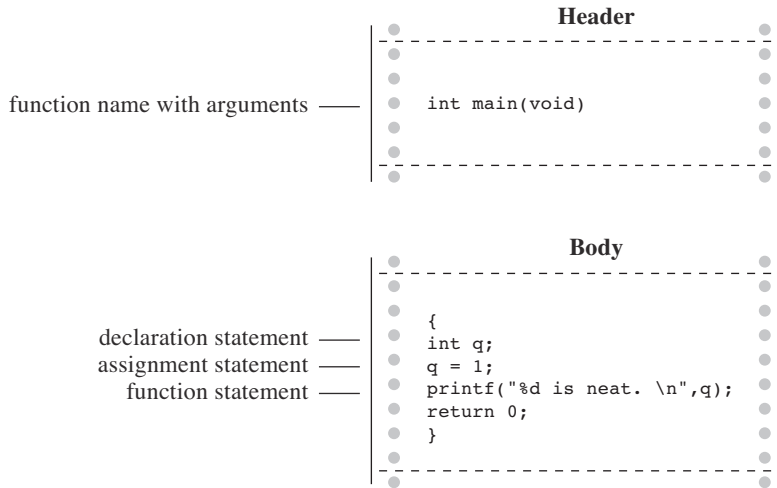 Header
function name with arguments
int main(void)
Body
{
declaration statement
int q;
assignment statement
q = 1;
function statement
printf("%d is neat. \n",q);
return 0;
}